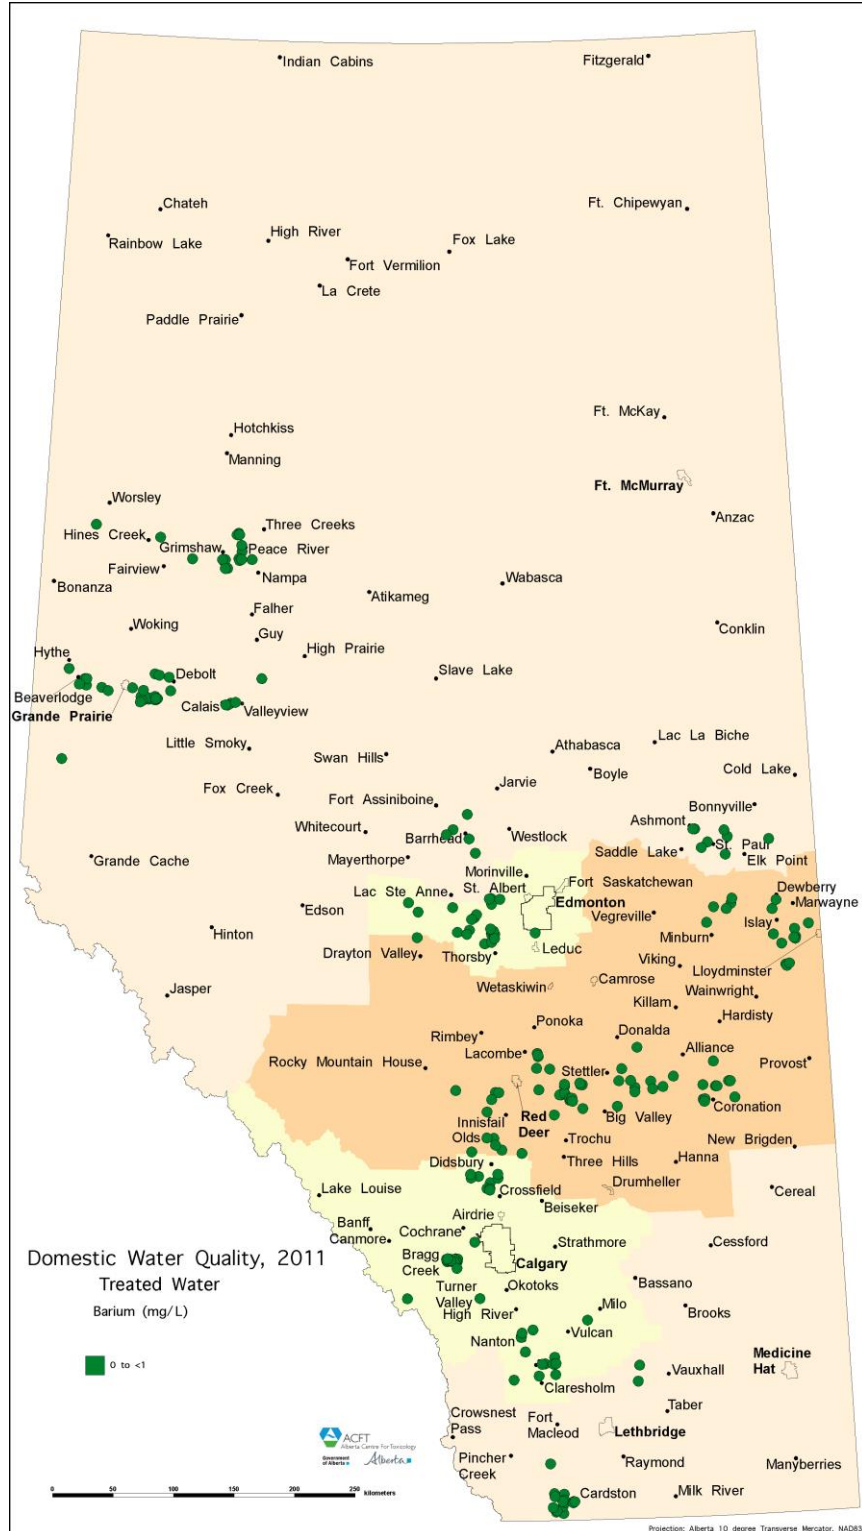 Indian Cabins
Fitzgerald
Chateh
Ft. Chipewyan
Rainbow Lake
High River
Fox Lake
Fort Vermilion
La Crete
Paddle Prairie
Ft. McKay
Hotchkiss
Manning
Ft. McMurray
Worsley
Anzac
Three Creeks
Hines Creek
Grimshaw
Peace River
Fairview
Nampa
Wabasca
Bonanza
Atikameg
Falher
Woking
Conklin
Guy
High Prairie
Hythe
Slave Lake
Debolt
Beaverlodge
Calais
Valleyview
Grande Prairie
Little Smoky
Lac La Biche
Athabasca
Swan Hills
Boyle
Cold Lake
Jarvie
Fox Creek
Fort Assiniboine
Bonnyville
Ashmont
Whitecourt
Barrhead
Westlock
St. Paul
Saddle Lake
Mayerthorpe
Grande Cache
Elk Point
Morinville
Fort Saskatchewan
Lac Ste Anne
St. Albert
Dewberry
Edmonton
Marwayne
Edson
Vegreville
Islay
Hinton
Minburn
Leduc
Drayton Valley
Thorsby
Viking
Lloydminster
Jasper
Wetaskiwin
Camrose
Wainwright
Killam
Hardisty
Ponoka
Rimbey
Donalda
Alliance
Lacombe
Rocky Mountain House
Provost
Stettler
Coronation
Innisfail
Red
Deer
Big Valley
Olds
Trochu
New Brigden
Didsbury
Three Hills
Hanna
Drumheller
Lake Louise
Crossfield
Cereal
Beiseker
Airdrie
Banff
Canmore
Cochrane
Strathmore
Cessford
Domestic Water Quality, 2011
Treated Water
Barium (mg/L)
Bragg
Creek
Calgary
Bassano
Turner
Valley
Okotoks
High River
Milo
Brooks
Vulcan
Nanton
Medicine
Hat
0 to <1
Vauxhall
Claresholm
Taber
Crowsnest
Pass
Fort
Macleod
Lethbridge
ACFT
Alberta Centre For Toxicology
Government
of Alberta
Alberta
Pincher
Creek
Raymond
Manyberries
Cardston
Milk River
0 50 100 150 200 250 kilometers
Projection: Alberta 10 degree Transverse Mercator, NAD83